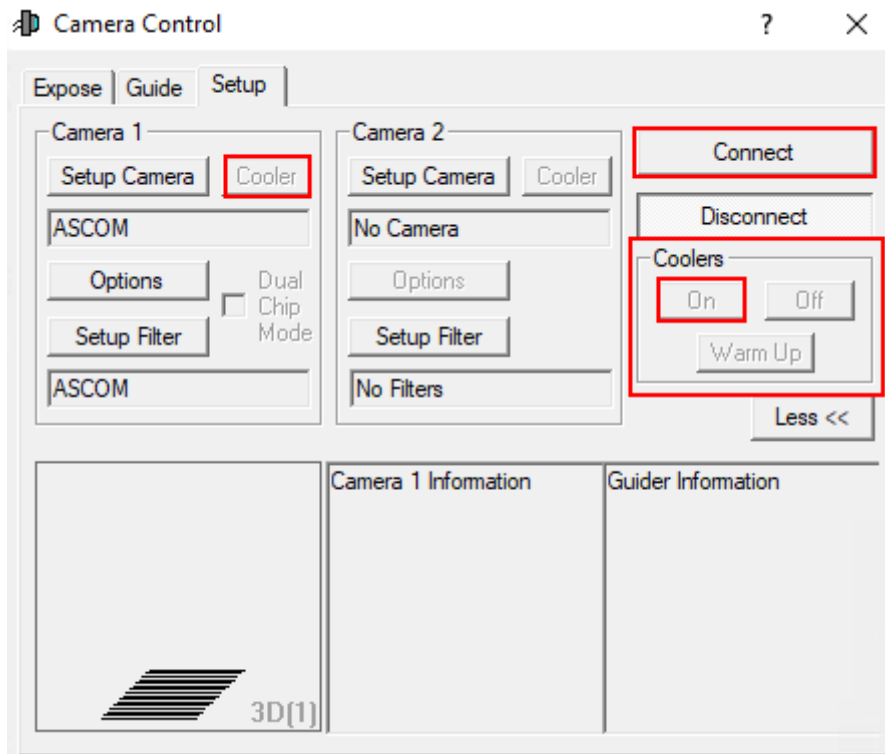 Camera Control
?
Expose Guide Setup
Camera 1
Setup Camera Cooler
ASCOM
Options
Dual
Chip
Mode
Setup Filter
ASCOM
Camera 2
Setup Camera Cooler
No Camera
Options
Setup Filter
No Filters
Connect
Disconnect
Coolers
On Off
Warm Up
Less <<
3D(1)
Camera 1 Information
Guider Information